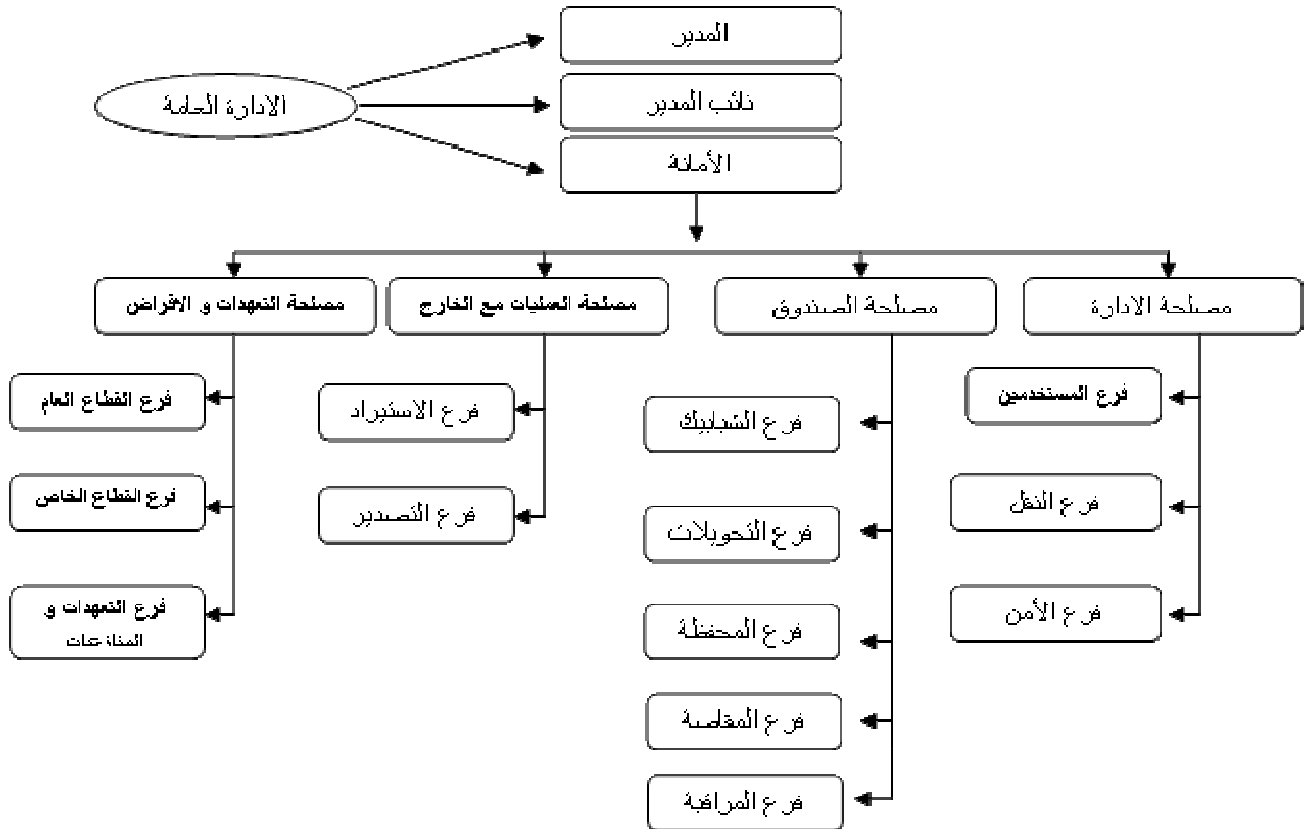 المدير
الادارة العامة
نائب المدير
الأمانة
مصلحة الادارة
مصلحة الصندوق
مصلحة العمليات مع الخارج
مصلحة التعهدات و الاقراض
فرع المستخدمين
فرع النقل
فرع الأمن
فرع الشبابيك
فرع التحويلات
فرع المحفظة
فرع المقاصة
فرع المراقبة
فرع الاستيراد
فرع التصدير
فرع القطاع العام
فرع القطاع الخاص
فرع التعهدات و
المنازعات